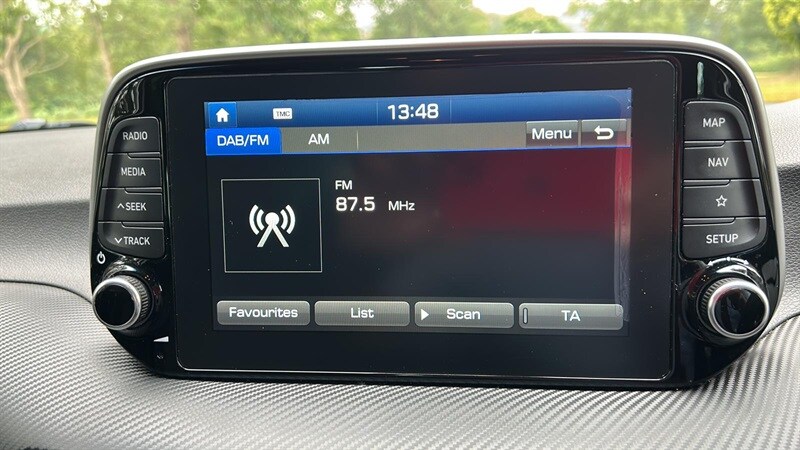 TMC
13:48
DAB/FM
AM
Menu
FM
87.5 MHz
Favourites
List
Scan
TA
RADIO
MEDIA
SEEK
TRACK
MAP
NAV
SETUP